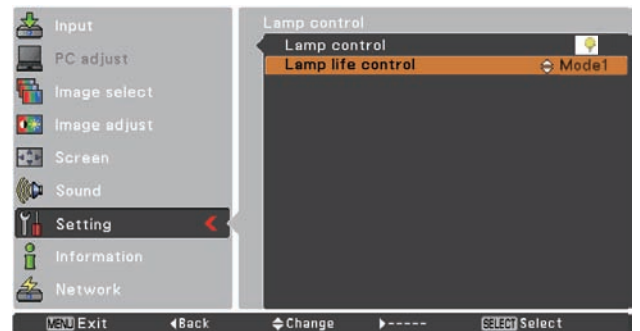 Input
PC adjust
Image select
Image adjust
Screen
Sound
Setting
Information
Network
Lamp control
Lamp control
Lamp life control Mode1
MENU Exit Back Change ----- SELECT Select